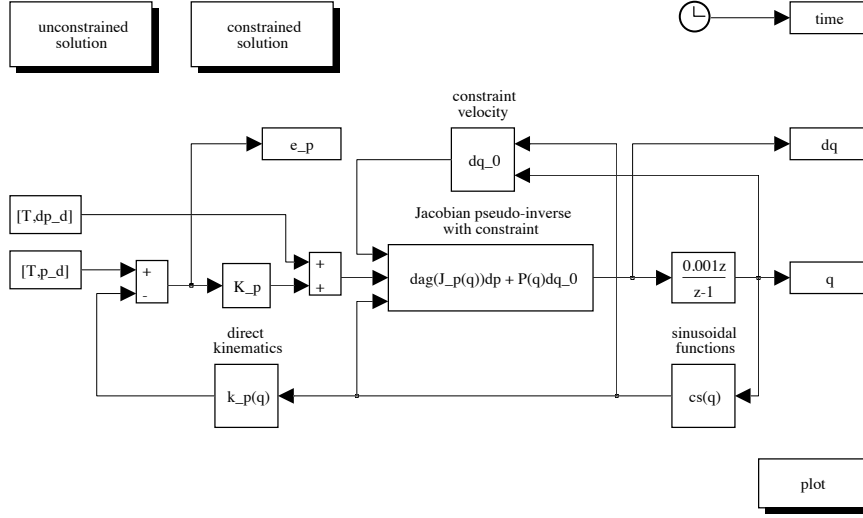 unconstrained
solution
constrained
solution
time
constraint
velocity
e_p
dq_0
dq
[T,dp_d]
Jacobian pseudo-inverse
with constraint
[T,p_d]
+
-
K_p
+
+
dag(J_p(q))dp + P(q)dq_0
0.001z
z-1
q
direct
kinematics
sinusoidal
functions
k_p(q)
cs(q)
plot